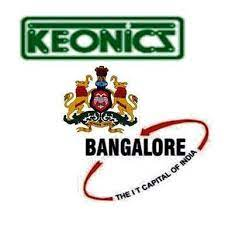 KEONICS
BANGALORE
THE I T CAPITAL OF INDIA